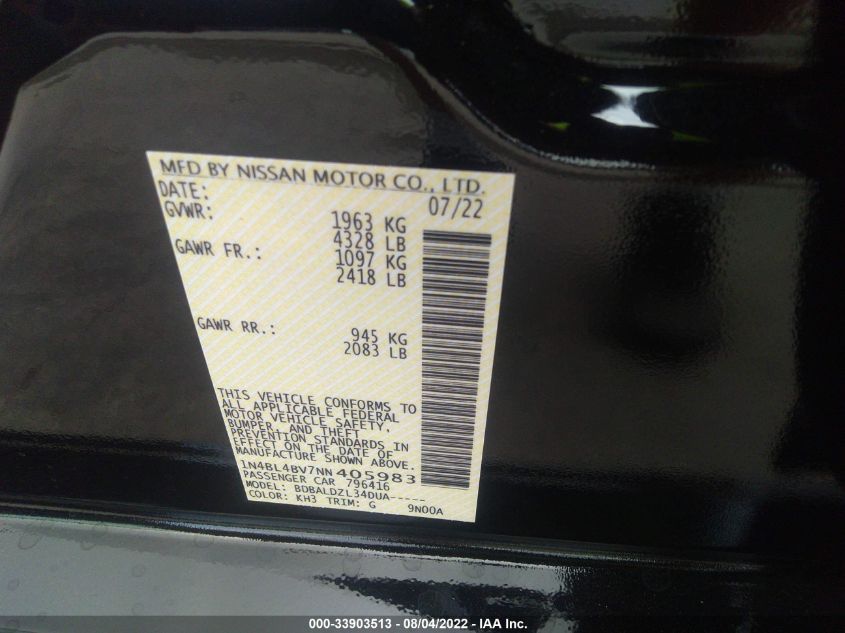 MFD BY NISSAN MOTOR CO., LTD.
DATE: 07/22
GVWR: 1963 KG
4328 LB
GAWR FR.: 1097 KG
2418 LB
GAWR RR.: 945 KG
2083 LB
THIS VEHICLE CONFORMS TO
ALL APPLICABLE FEDERAL
MOTOR VEHICLE SAFETY,
BUMPER, AND THEFT
PREVENTION STANDARDS IN
EFFECT ON THE DATE OF
MANUFACTURE SHOWN ABOVE.
1N4BL4BV7NN 405983
PASSENGER CAR 796416
MODEL: BDBALDZL34DUA-----
COLOR: KH3 TRIM: G 9N00A
000-33903513 - 08/04/2022 - IAA Inc.